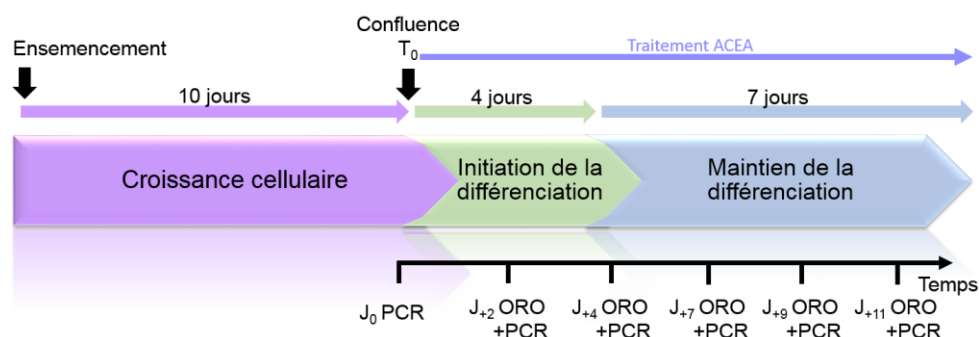 Confluence
Ensemencement
T₀
Traitement ACEA
10 jours
4 jours
7 jours
Croissance cellulaire
Initiation de la
différenciation
Maintien de la
différenciation
Temps
J₀ PCR
J₊₂ ORO
+PCR
J₊₄ ORO
+PCR
J₊₇ ORO
+PCR
J₊₉ ORO
+PCR
J₊₁₁ ORO
+PCR